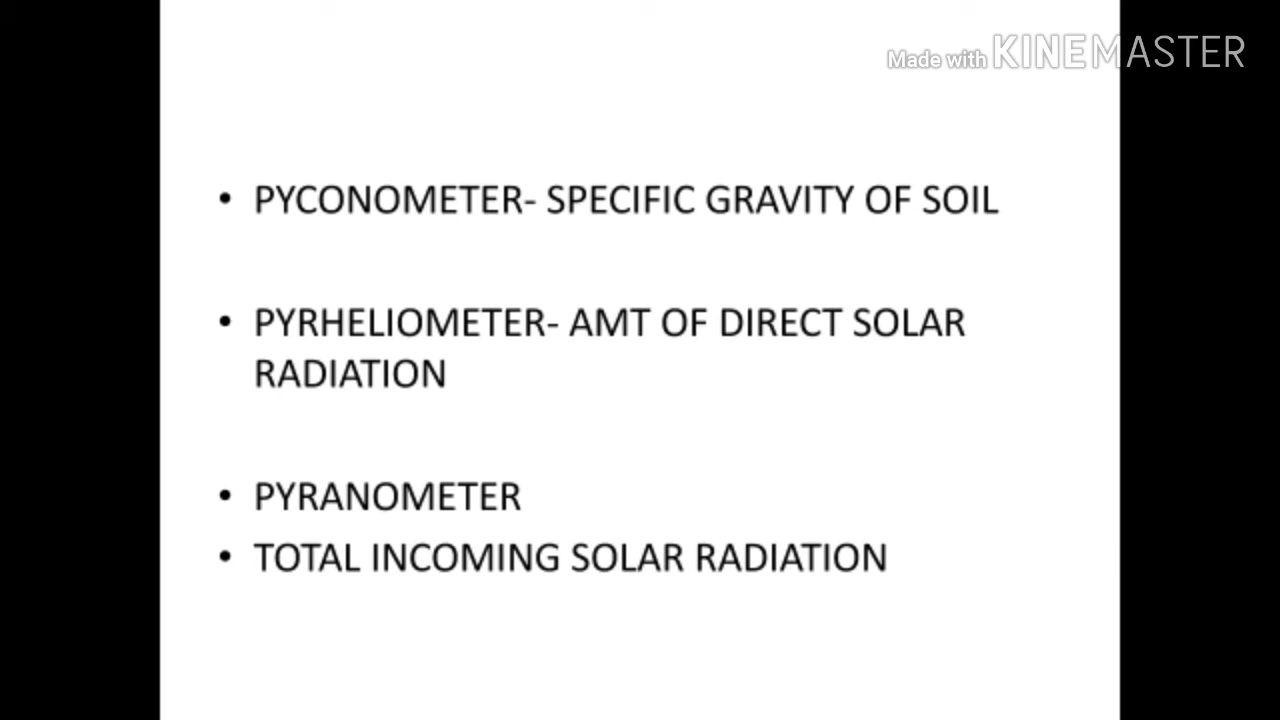 Made with KINEMASTER
• PYCONOMETER- SPECIFIC GRAVITY OF SOIL
• PYRHELIOMETER- AMT OF DIRECT SOLAR
RADIATION
• PYRANOMETER
• TOTAL INCOMING SOLAR RADIATION